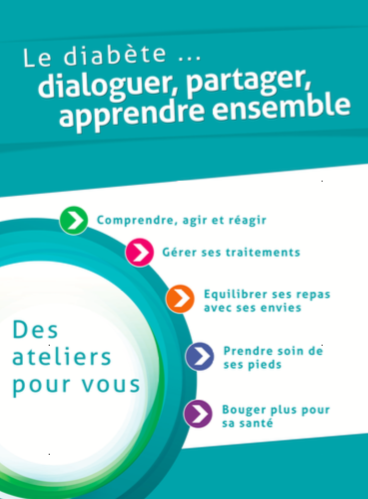 Le diabète ...
dialoguer, partager,
apprendre ensemble
Comprendre, agir et réagir
Gérer ses traitements
Equilibrer ses repas
avec ses envies
Des
ateliers
pour vous
Prendre soin de
ses pieds
Bouger plus pour
sa santé